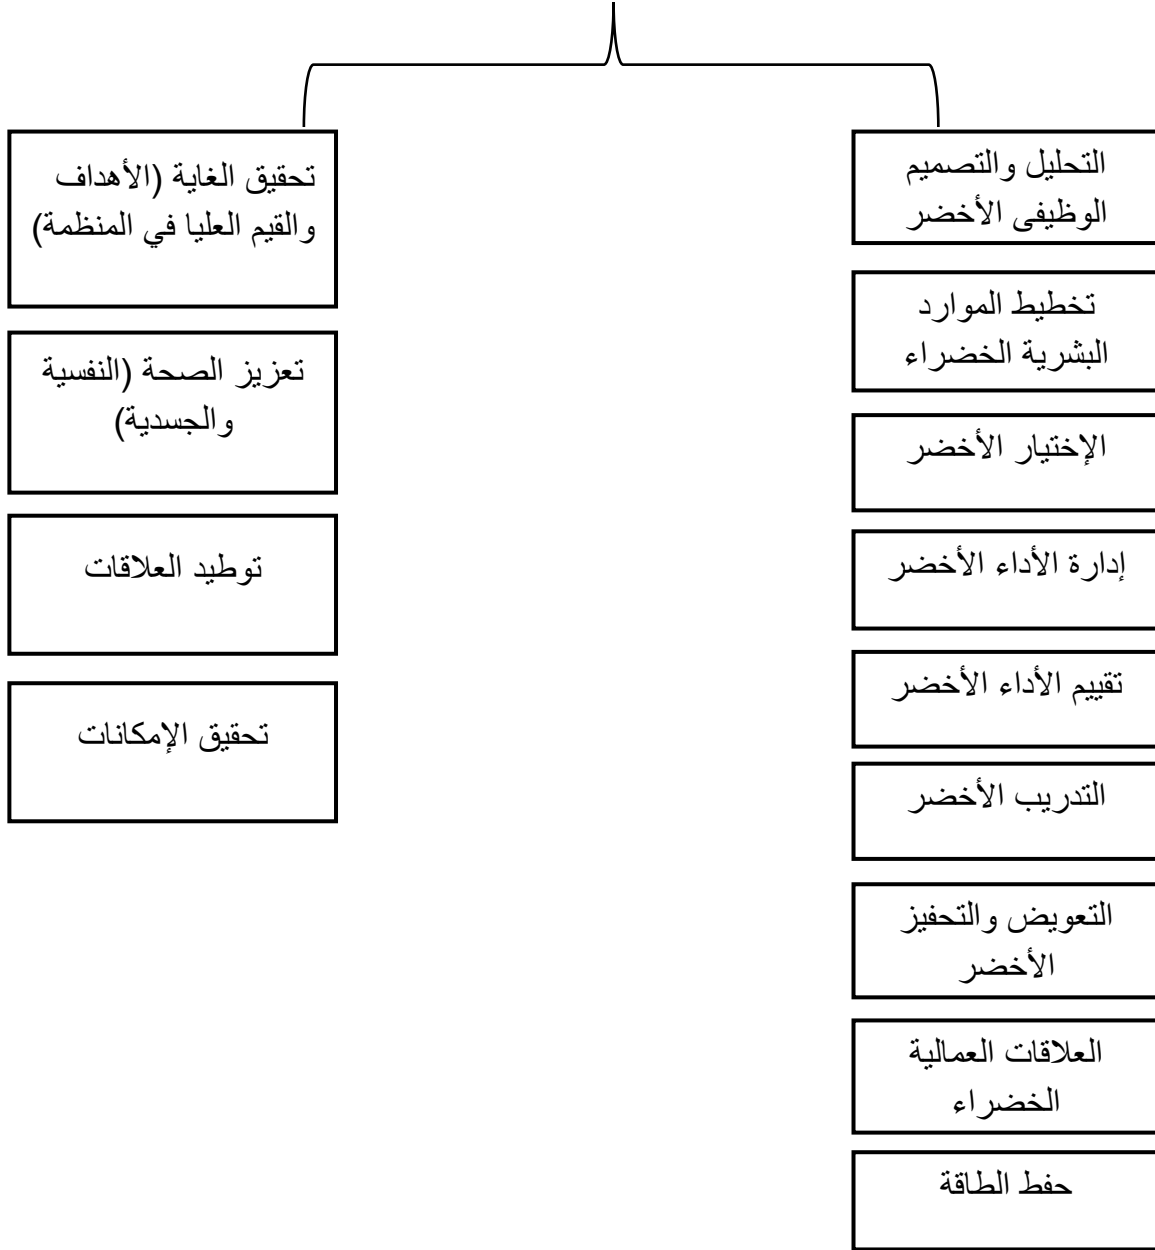 التحليل والتصميم
الوظيفى الأخضر
تخطيط الموارد
البشرية الخضراء
الإختيار الأخضر
إدارة الأداء الأخضر
تقييم الأداء الأخضر
التدريب الأخضر
التعويض والتحفيز
الأخضر
العلاقات العمالية
الخضراء
حفط الطاقة
تحقيق الغاية (الأهداف
والقيم العليا في المنظمة)
تعزيز الصحة (النفسية
والجسدية)
توطيد العلاقات
تحقيق الإمكانات